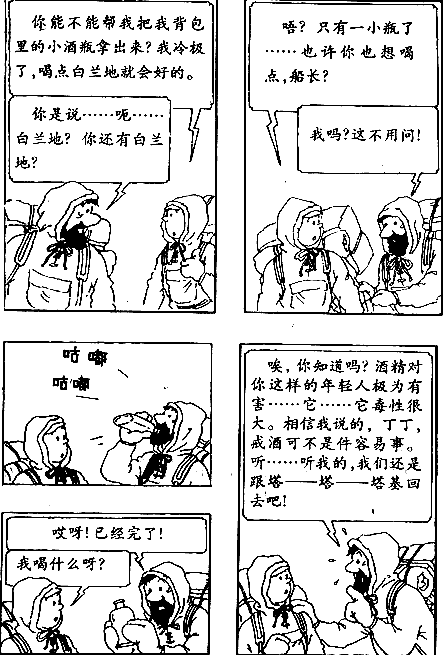 你能不能帮我把我背包
里的小酒瓶拿出来?我冷极
了,喝点白兰地就会好的。
你是说……呃……
白兰地? 你还有白兰
地?
唔? 只有一小瓶了
……也许你也想喝
点,船长?
我吗?这不用问!
咕嘟
咕嘟
哎呀!已经完了!
我喝什么呀?
唉,你知道吗?酒精对
你这样的年轻人极为有
害……它……它毒性很
大。相信我说的,丁丁,
戒酒可不是件容易事。
听……听我的,我们还是
跟塔——塔——塔基回
去吧!